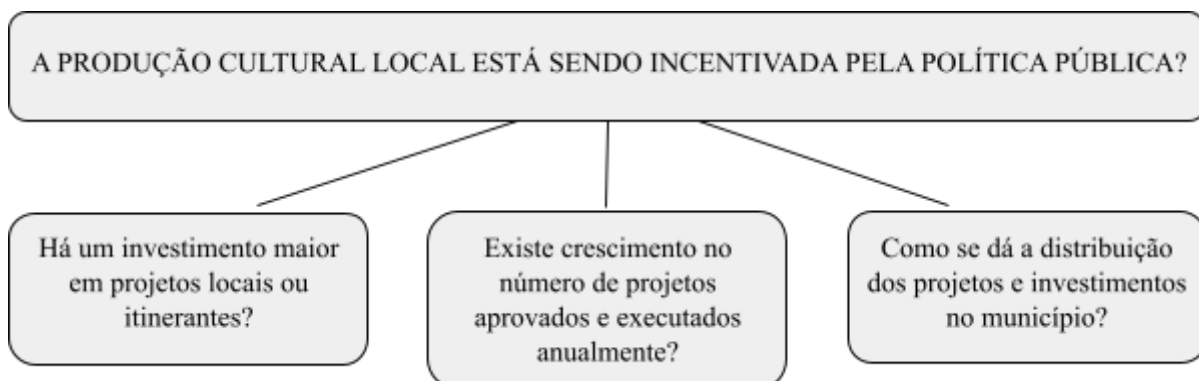 A PRODUÇÃO CULTURAL LOCAL ESTÁ SENDO INCENTIVADA PELA POLÍTICA PÚBLICA?
Há um investimento maior
em projetos locais ou
itinerantes?
Existe crescimento no
número de projetos
aprovados e executados
anualmente?
Como se dá a distribuição
dos projetos e investimentos
no município?